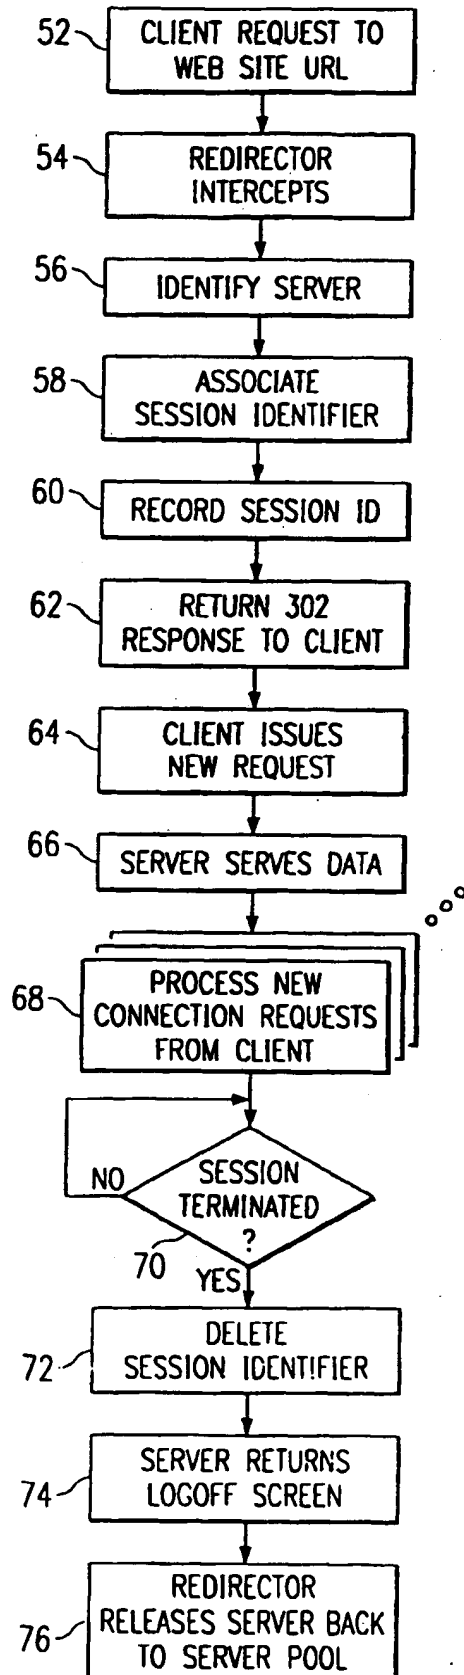 52
CLIENT REQUEST TO
WEB SITE URL
54
REDIRECTOR
INTERCEPTS
56
IDENTIFY SERVER
58
ASSOCIATE
SESSION IDENTIFIER
60
RECORD SESSION ID
62
RETURN 302
RESPONSE TO CLIENT
64
CLIENT ISSUES
NEW REQUEST
66
SERVER SERVES DATA
68
PROCESS NEW
CONNECTION REQUESTS
FROM CLIENT
NO
SESSION
TERMINATED
?
70
YES
72
DELETE
SESSION IDENTIFIER
74
SERVER RETURNS
LOGOFF SCREEN
76
REDIRECTOR
RELEASES SERVER BACK
TO SERVER POOL